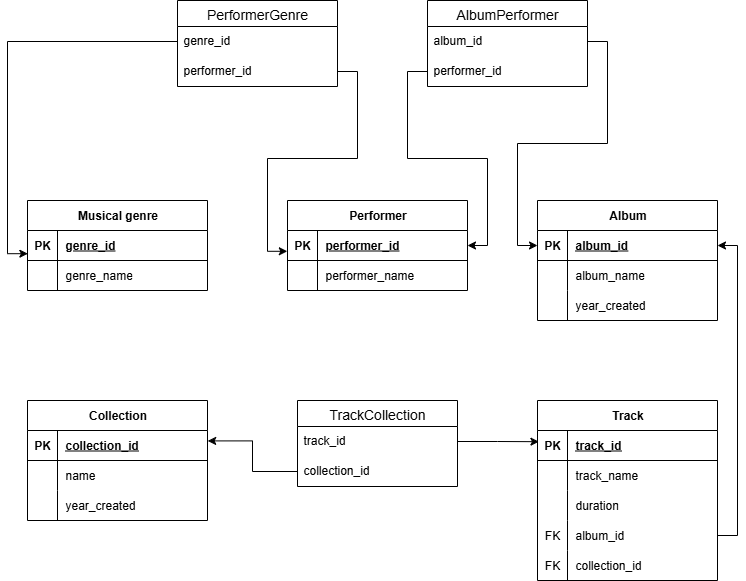 PerformerGenre
genre_id
performer_id
AlbumPerformer
album_id
performer_id
Musical genre
PK genre_id
genre_name
Performer
PK performer_id
performer_name
Album
PK album_id
album_name
year_created
Collection
PK collection_id
name
year_created
TrackCollection
track_id
collection_id
Track
PK track_id
track_name
duration
FK album_id
FK collection_id